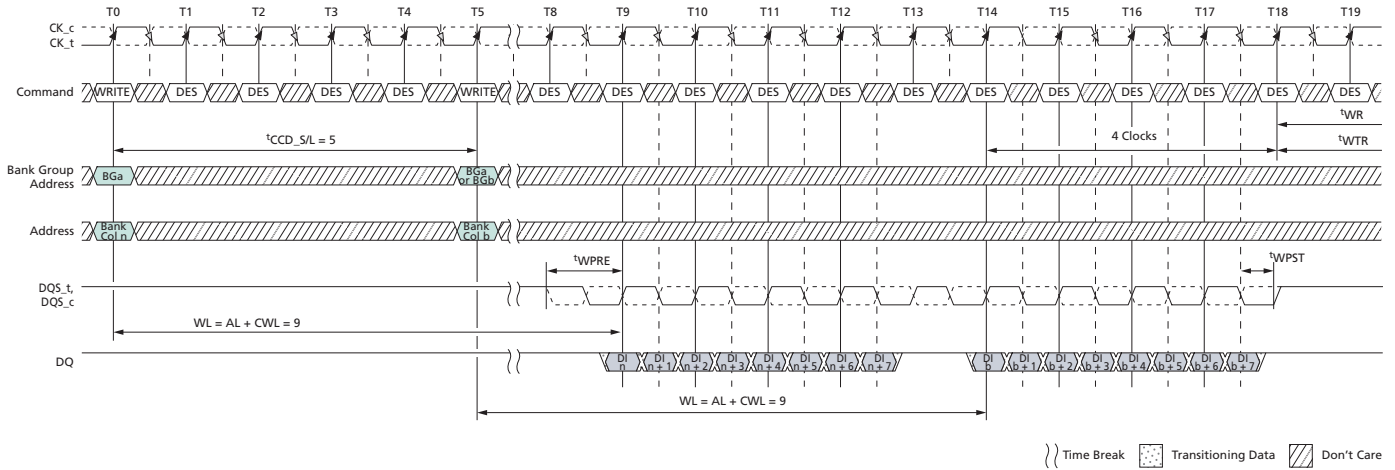 T0 T1 T2 T3 T4 T5 T8 T9 T10 T11 T12 T13 T14 T15 T16 T17 T18 T19
CK_c
CK_t
Command WRITE DES DES DES DES WRITE DES DES DES DES DES DES DES DES DES DES DES DES
tWR
tCCD_S/L = 5
4 Clocks
tWTR
Bank Group
Address
BGa
BGa
or BGb
Address
Bank
Col n
Bank
Col b
tWPRE
tWPST
DQS_t,
DQS_c
WL = AL + CWL = 9
DQ
DI
n
DI
n + 1
DI
n + 2
DI
n + 3
DI
n + 4
DI
n + 5
DI
n + 6
DI
n + 7
DI
b
DI
b + 1
DI
b + 2
DI
b + 3
DI
b + 4
DI
b + 5
DI
b + 6
DI
b + 7
WL = AL + CWL = 9
Time Break Transitioning Data Don't Care